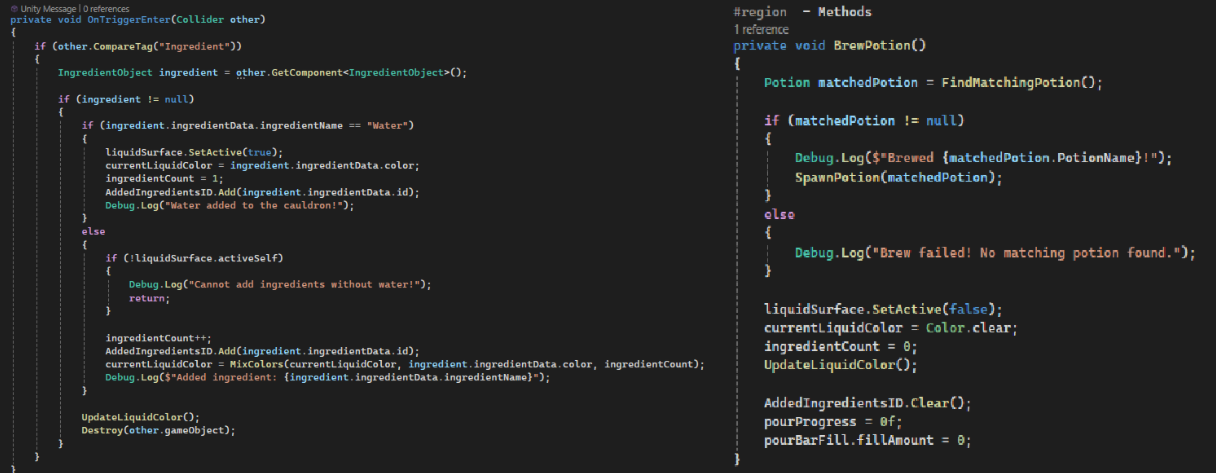 Unity Message | 0 references
private void OnTriggerEnter(Collider other)
{
if (other.CompareTag("Ingredient"))
{
IngredientObject ingredient = other.GetComponent<IngredientObject>();
if (ingredient != null)
{
if (ingredient.ingredientData.ingredientName == "Water")
{
liquidSurface.SetActive(true);
currentLiquidColor = ingredient.ingredientData.color;
ingredientCount = 1;
AddedIngredientsID.Add(ingredient.ingredientData.id);
Debug.Log("Water added to the cauldron!");
}
else
{
if (!liquidSurface.activeSelf)
{
Debug.Log("Cannot add ingredients without water!");
return;
}
ingredientCount++;
AddedIngredientsID.Add(ingredient.ingredientData.id);
currentLiquidColor = MixColors(currentLiquidColor, ingredient.ingredientData.color, ingredientCount);
Debug.Log($"Added ingredient: {ingredient.ingredientData.ingredientName}");
}
UpdateLiquidColor();
Destroy(other.gameObject);
}
}
}
#region - Methods
1 reference
private void BrewPotion()
{
Potion matchedPotion = FindMatchingPotion();
if (matchedPotion != null)
{
Debug.Log($"Brewed {matchedPotion.PotionName}!");
SpawnPotion(matchedPotion);
}
else
{
Debug.Log("Brew failed! No matching potion found.");
}
liquidSurface.SetActive(false);
currentLiquidColor = Color.clear;
ingredientCount = 0;
UpdateLiquidColor();
AddedIngredientsID.Clear();
pourProgress = 0f;
pourBarFill.fillAmount = 0;
}